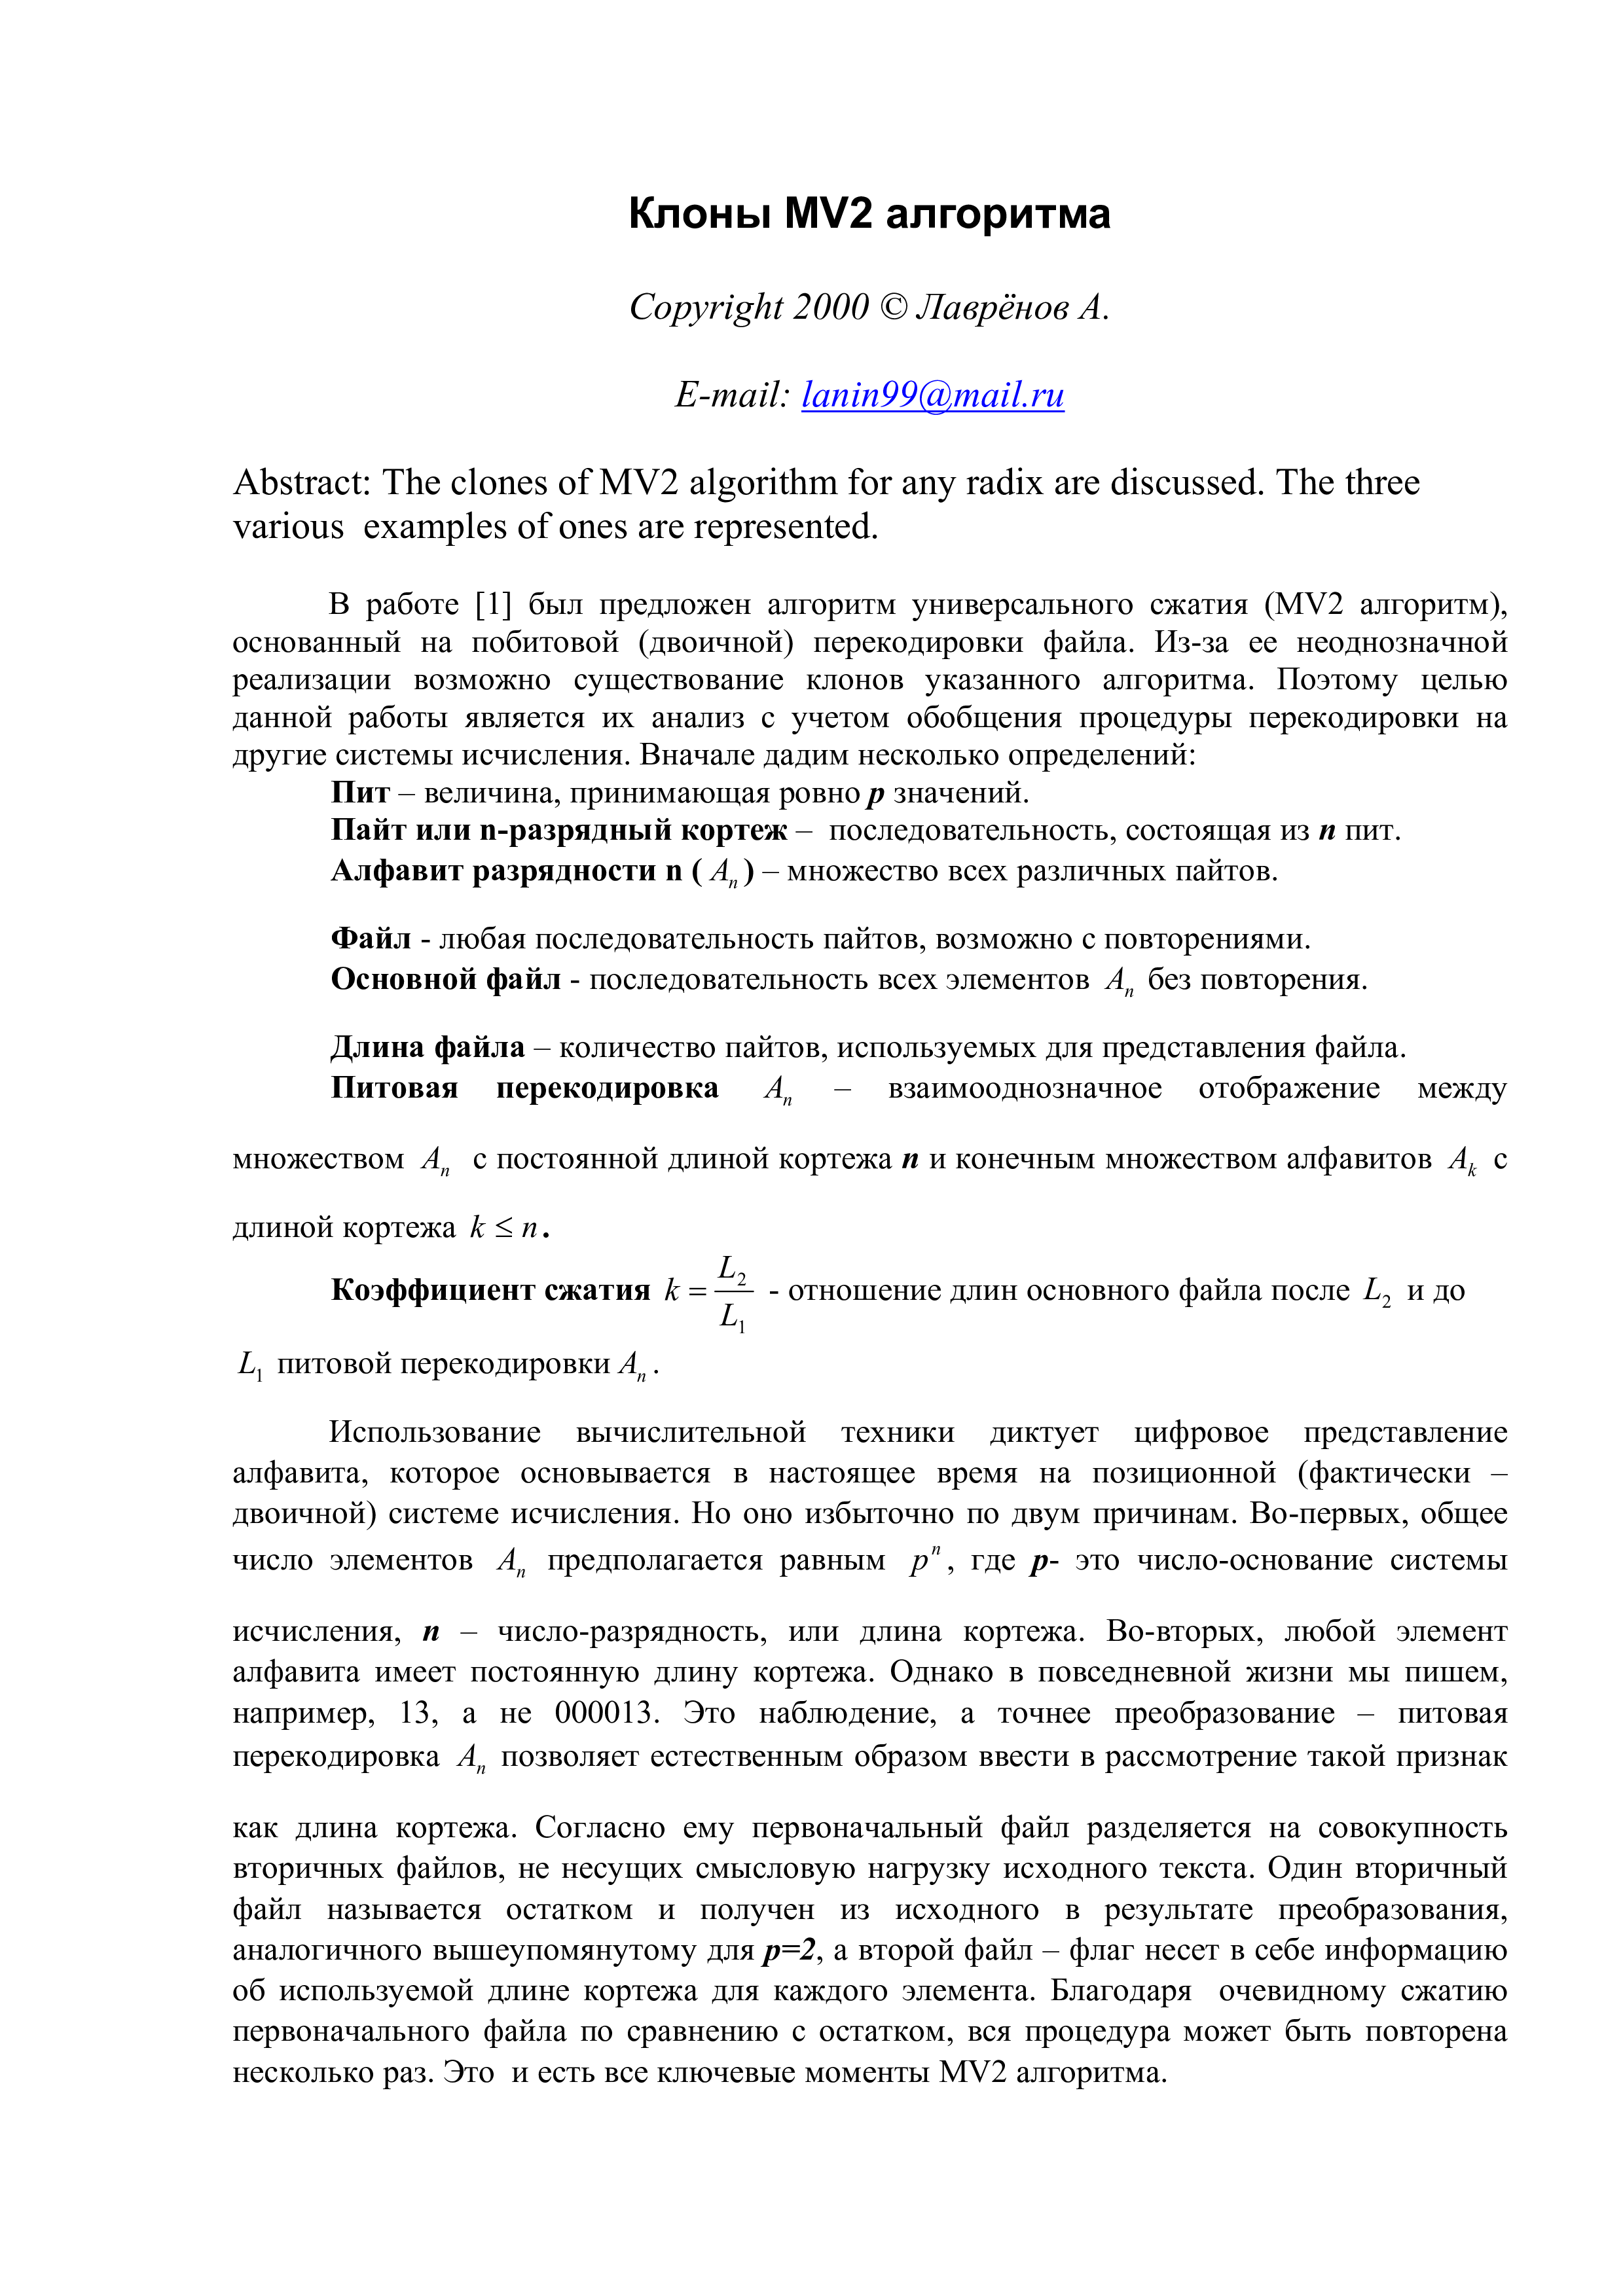 Клоны MV2 алгоритма
Copyright 2000 © Лаврёнов А.
E-mail: lanin99@mail.ru
Abstract: The clones of MV2 algorithm for any radix are discussed. The three
various examples of ones are represented.
В работе [1] был предложен алгоритм универсального сжатия (MV2 алгоритм),
основанный на побитовой (двоичной) перекодировки файла. Из-за ее неоднозначной
реализации возможно существование клонов указанного алгоритма. Поэтому целью
данной работы является их анализ с учетом обобщения процедуры перекодировки на
другие системы исчисления. Вначале дадим несколько определений:
Пит – величина, принимающая ровно p значений.
Пайт или n-разрядный кортеж – последовательность, состоящая из n пит.
Алфавит разрядности n ( Aₙ ) – множество всех различных пайтов.
Файл - любая последовательность пайтов, возможно с повторениями.
Основной файл - последовательность всех элементов Aₙ без повторения.
Длина файла – количество пайтов, используемых для представления файла.
Питовая перекодировка Aₙ – взаимооднозначное отображение между
множеством Aₙ с постоянной длиной кортежа n и конечным множеством алфавитов Aₖ с
длиной кортежа k ≤ n.
Коэффициент сжатия k = L₂/L₁ - отношение длин основного файла после L₂ и до
L₁ питовой перекодировки Aₙ.
Использование вычислительной техники диктует цифровое представление
алфавита, которое основывается в настоящее время на позиционной (фактически –
двоичной) системе исчисления. Но оно избыточно по двум причинам. Во-первых, общее
число элементов Aₙ предполагается равным pⁿ, где p- это число-основание системы
исчисления, n – число-разрядность, или длина кортежа. Во-вторых, любой элемент
алфавита имеет постоянную длину кортежа. Однако в повседневной жизни мы пишем,
например, 13, а не 000013. Это наблюдение, а точнее преобразование – питовая
перекодировка Aₙ позволяет естественным образом ввести в рассмотрение такой признак
как длина кортежа. Согласно ему первоначальный файл разделяется на совокупность
вторичных файлов, не несущих смысловую нагрузку исходного текста. Один вторичный
файл называется остатком и получен из исходного в результате преобразования,
аналогичного вышеупомянутому для p=2, а второй файл – флаг несет в себе информацию
об используемой длине кортежа для каждого элемента. Благодаря очевидному сжатию
первоначального файла по сравнению с остатком, вся процедура может быть повторена
несколько раз. Это и есть все ключевые моменты MV2 алгоритма.